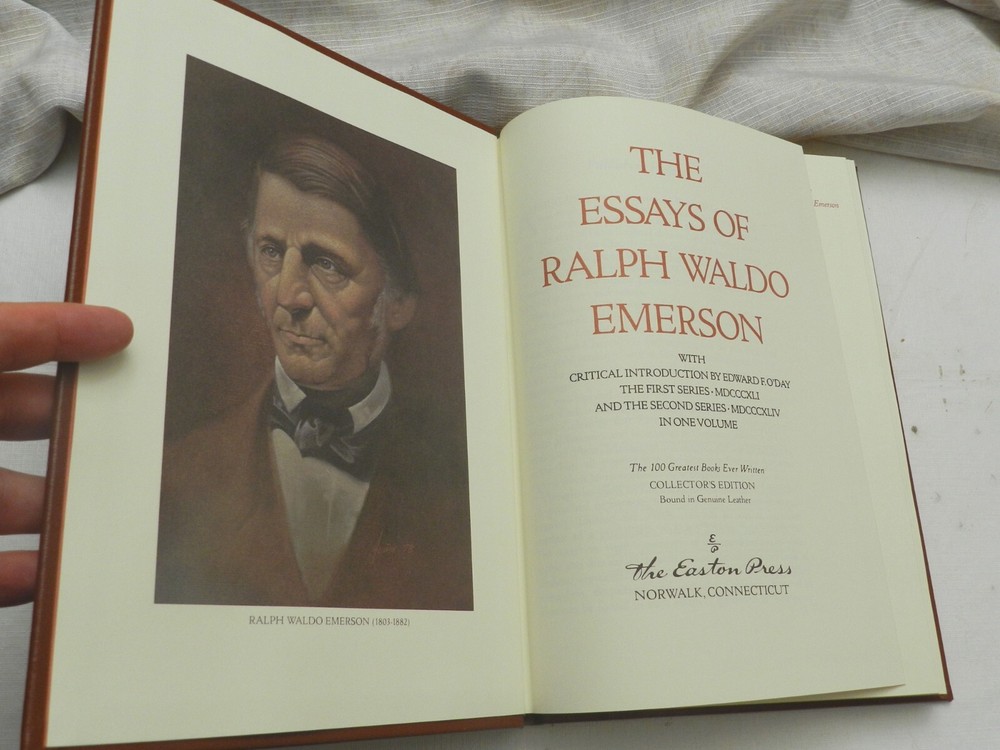 RALPH WALDO EMERSON (1803-1882)
THE
ESSAYS OF
RALPH WALDO
EMERSON
WITH
CRITICAL INTRODUCTION BY EDWARD F. O'DAY
THE FIRST SERIES · MDCCCXLI
AND THE SECOND SERIES · MDCCCXLIV
IN ONE VOLUME
The 100 Greatest Books Ever Written
COLLECTOR'S EDITION
Bound in Genuine Leather
E
P
The Easton Press
NORWALK, CONNECTICUT
Emerson